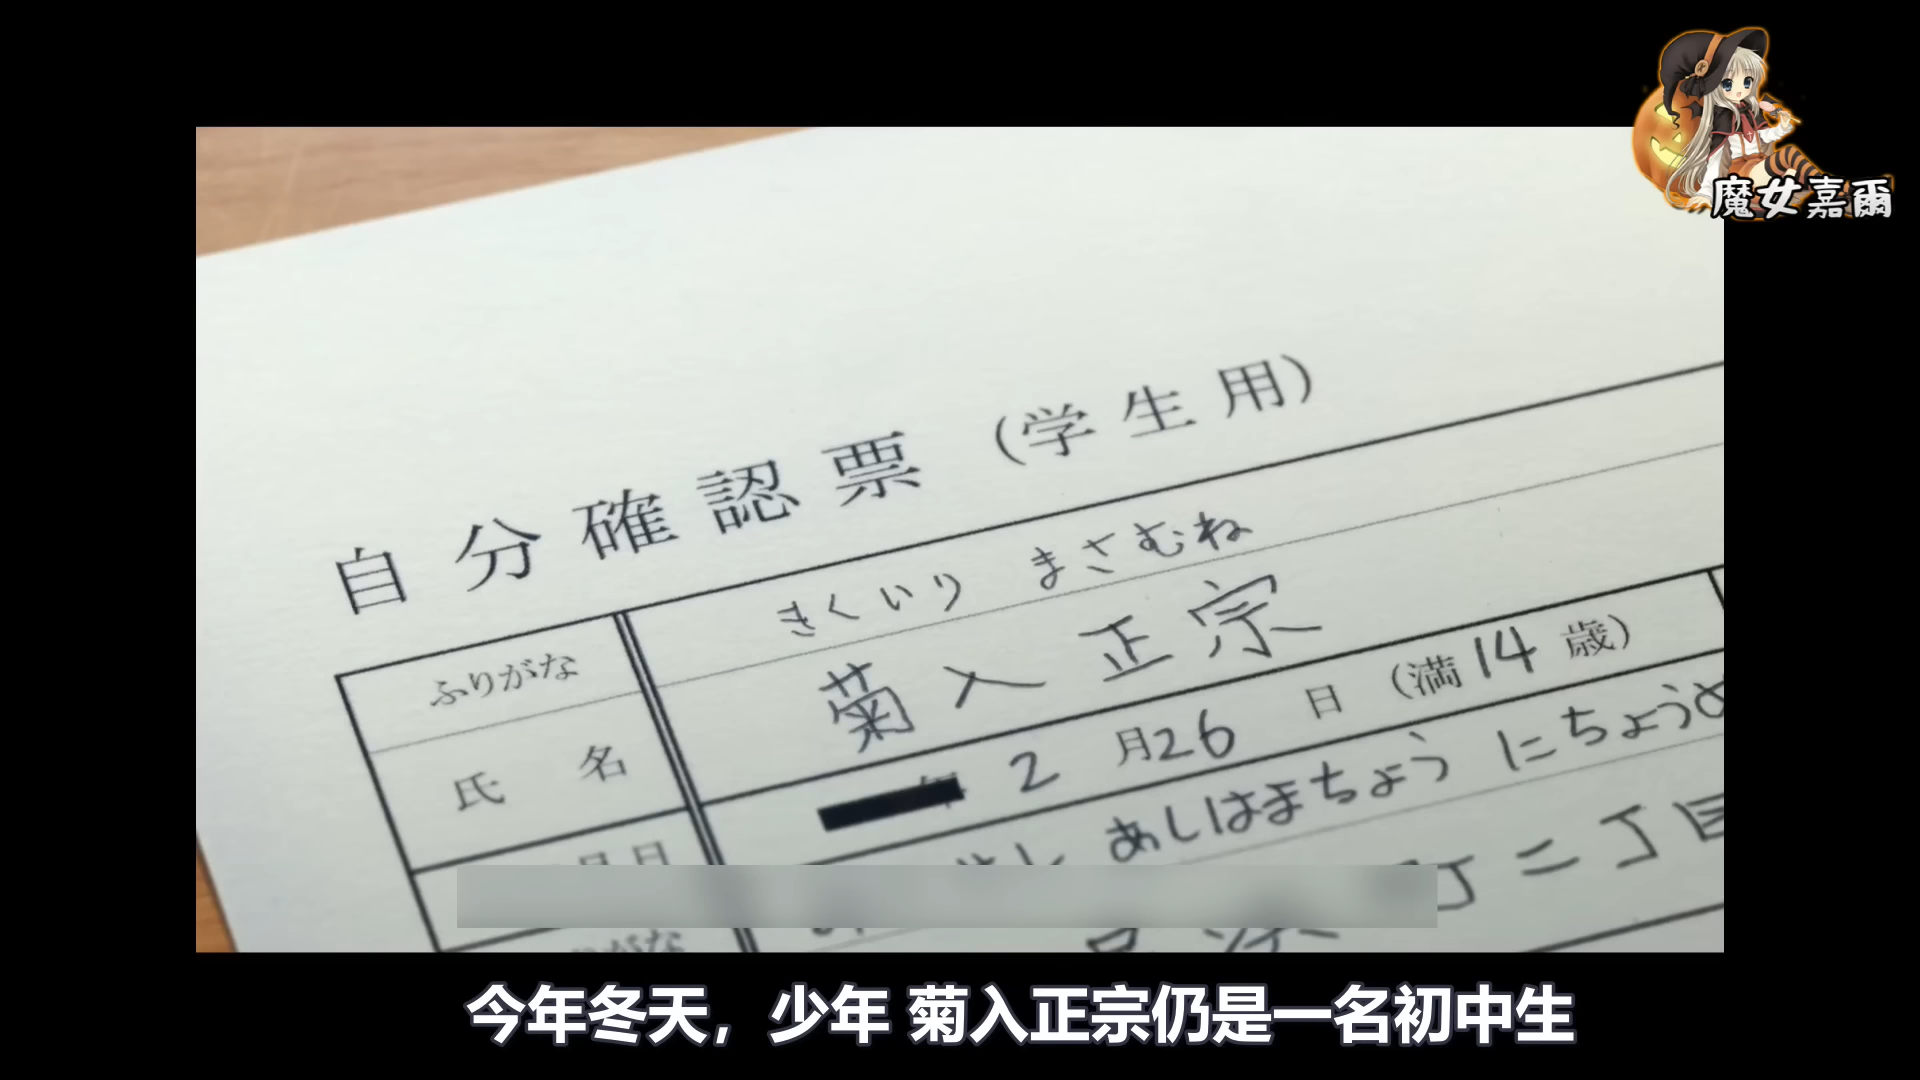 魔女嘉爾
自分確認票（学生用）
ふりがな
きくいり まさむね
氏名
菊入正宗
2月26日（満14歳）
あしはまちょう にちょうめ
今年冬天，少年 菊入正宗仍是一名初中生